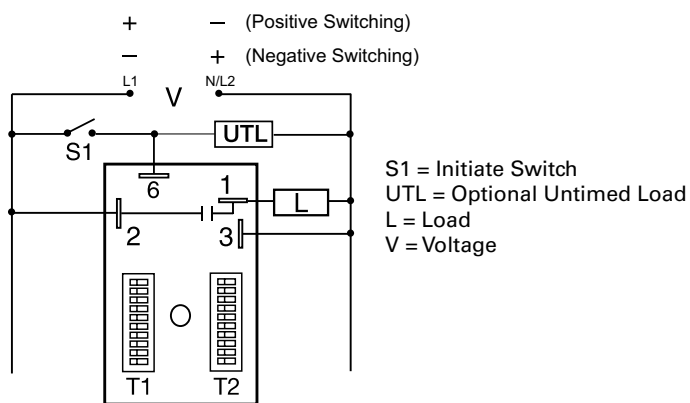 + − (Positive Switching)
− + (Negative Switching)
L1 V N/L2
S1 UTL
6
1 L
2 3
T1 T2
S1 = Initiate Switch
UTL = Optional Untimed Load
L = Load
V = Voltage